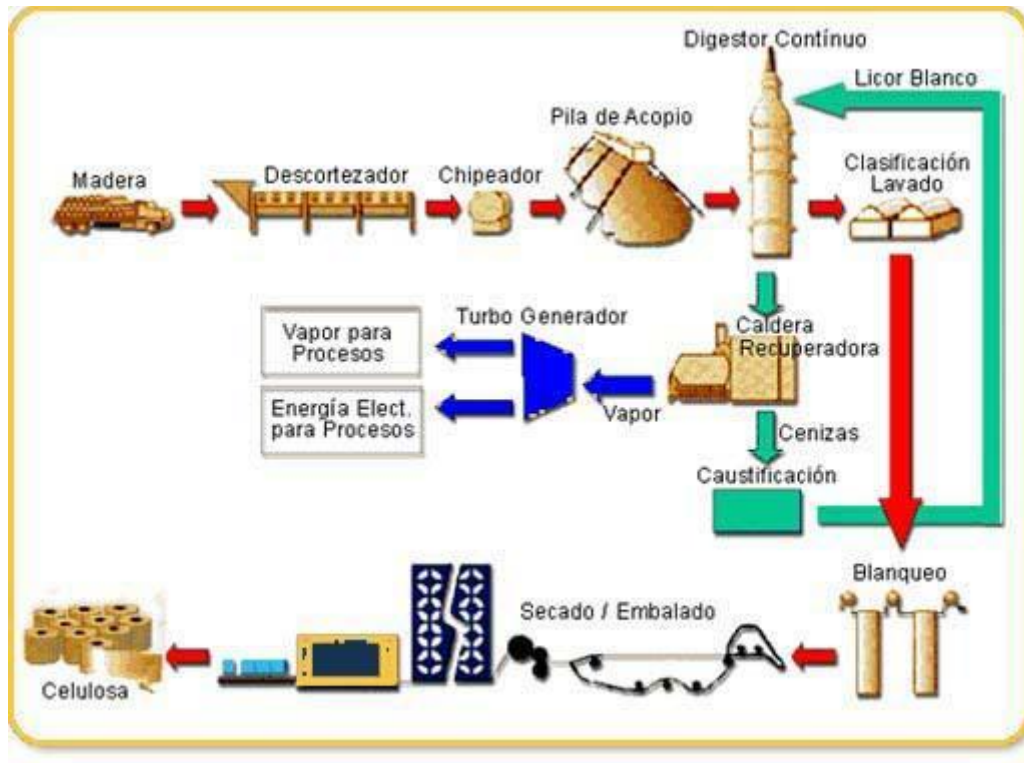 Digestor Contínuo
Licor Blanco
Pila de Acopio
Clasificación
Lavado
Madera
Descortezador
Chipeador
Turbo Generador
Caldera
Recuperadora
Vapor para
Procesos
Energía Elect.
para Procesos
Vapor
Cenizas
Caustificación
Blanqueo
Secado / Embalado
Celulosa